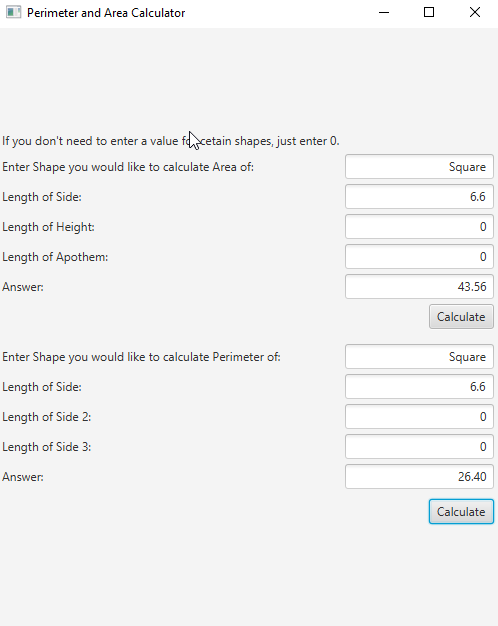 Perimeter and Area Calculator
If you don't need to enter a value for cetain shapes, just enter 0.
Enter Shape you would like to calculate Area of: Square
Length of Side: 6.6
Length of Height: 0
Length of Apothem: 0
Answer: 43.56
Calculate
Enter Shape you would like to calculate Perimeter of: Square
Length of Side: 6.6
Length of Side 2: 0
Length of Side 3: 0
Answer: 26.40
Calculate